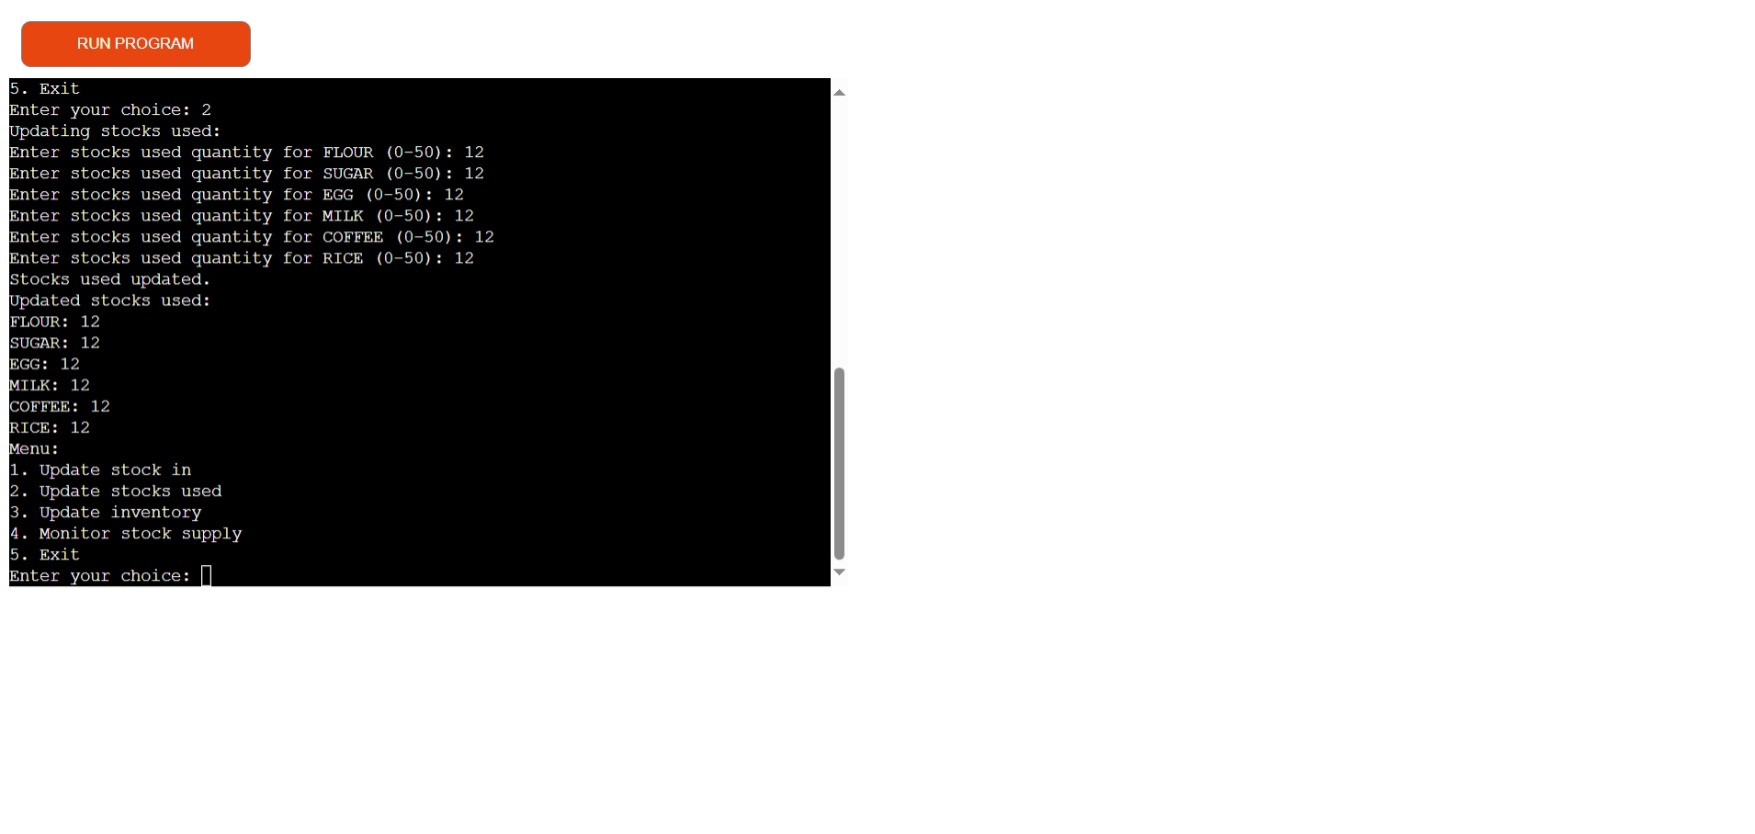 RUN PROGRAM
5. Exit
Enter your choice: 2
Updating stocks used:
Enter stocks used quantity for FLOUR (0-50): 12
Enter stocks used quantity for SUGAR (0-50): 12
Enter stocks used quantity for EGG (0-50): 12
Enter stocks used quantity for MILK (0-50): 12
Enter stocks used quantity for COFFEE (0-50): 12
Enter stocks used quantity for RICE (0-50): 12
Stocks used updated.
Updated stocks used:
FLOUR: 12
SUGAR: 12
EGG: 12
MILK: 12
COFFEE: 12
RICE: 12
Menu:
1. Update stock in
2. Update stocks used
3. Update inventory
4. Monitor stock supply
5. Exit
Enter your choice: